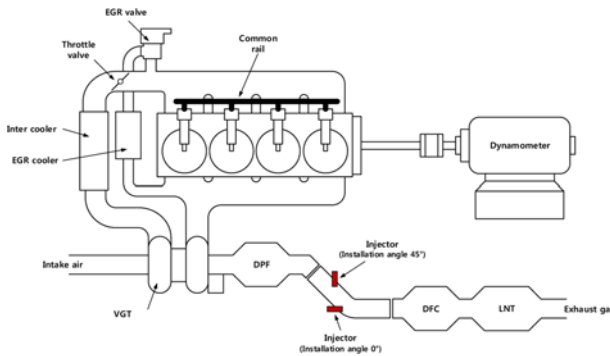 EGR valve
Throttle
valve
Common
rail
Inter cooler
EGR cooler
Dynamometer
Injector
(Installation angle 45°)
Intake air
DPF
DFC
LNT
Exhaust ga
VGT
Injector
(Installation angle 0°)